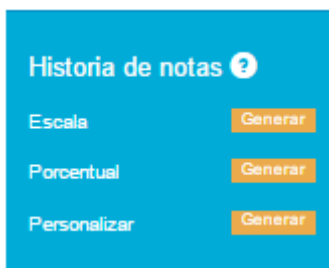 Historia de notas ?
Escala Generar
Porcentual Generar
Personalizar Generar